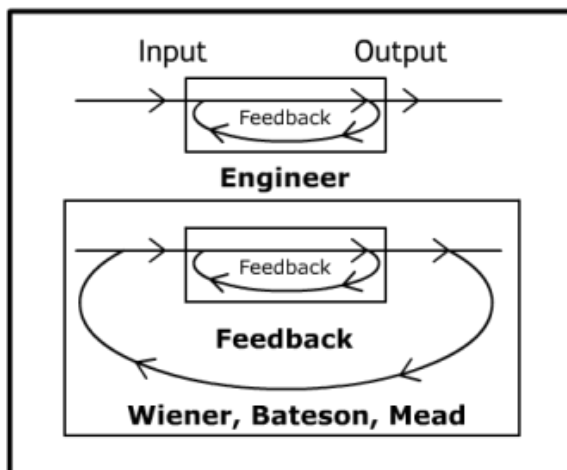 Input Output
Feedback
Engineer
Feedback
Feedback
Wiener, Bateson, Mead